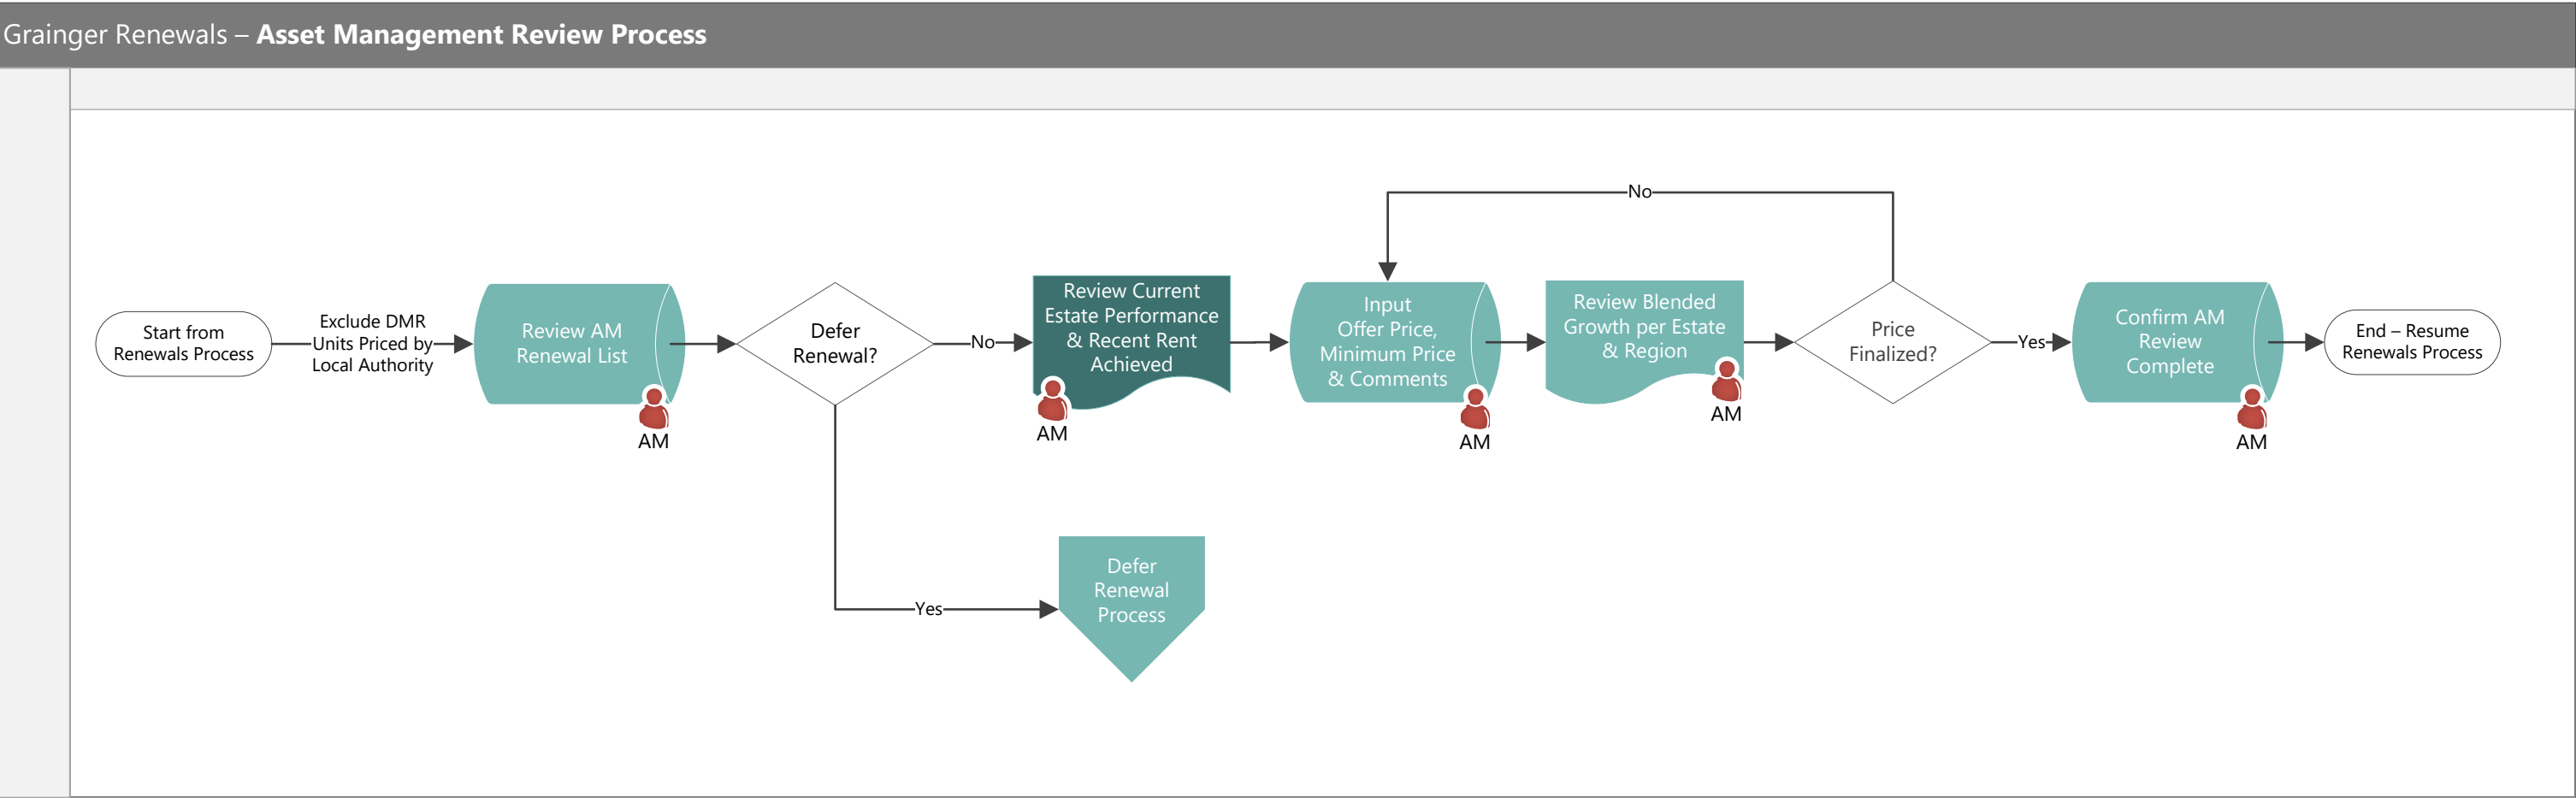 Grainger Renewals – Asset Management Review Process
Start from
Renewals Process
Exclude DMR
Units Priced by
Local Authority
Review AM
Renewal List
AM
Defer
Renewal?
No
Review Current
Estate Performance
& Recent Rent
Achieved
AM
Input
Offer Price,
Minimum Price
& Comments
AM
Review Blended
Growth per Estate
& Region
AM
Price
Finalized?
No
Yes
Confirm AM
Review
Complete
AM
End – Resume
Renewals Process
Yes
Defer
Renewal
Process